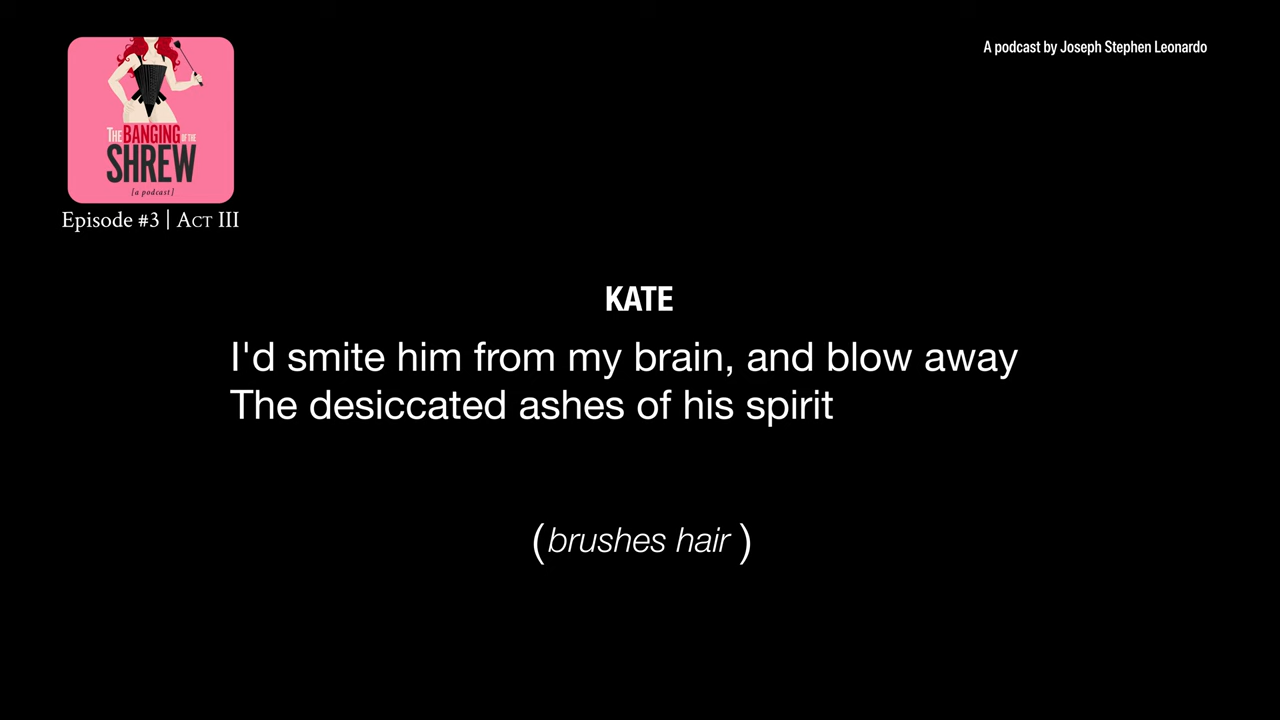 A podcast by Joseph Stephen Leonardo
THE BANGING OF THE
SHREW
[a podcast]
Episode #3 | ACT III
KATE
I'd smite him from my brain, and blow away
The desiccated ashes of his spirit
(brushes hair )